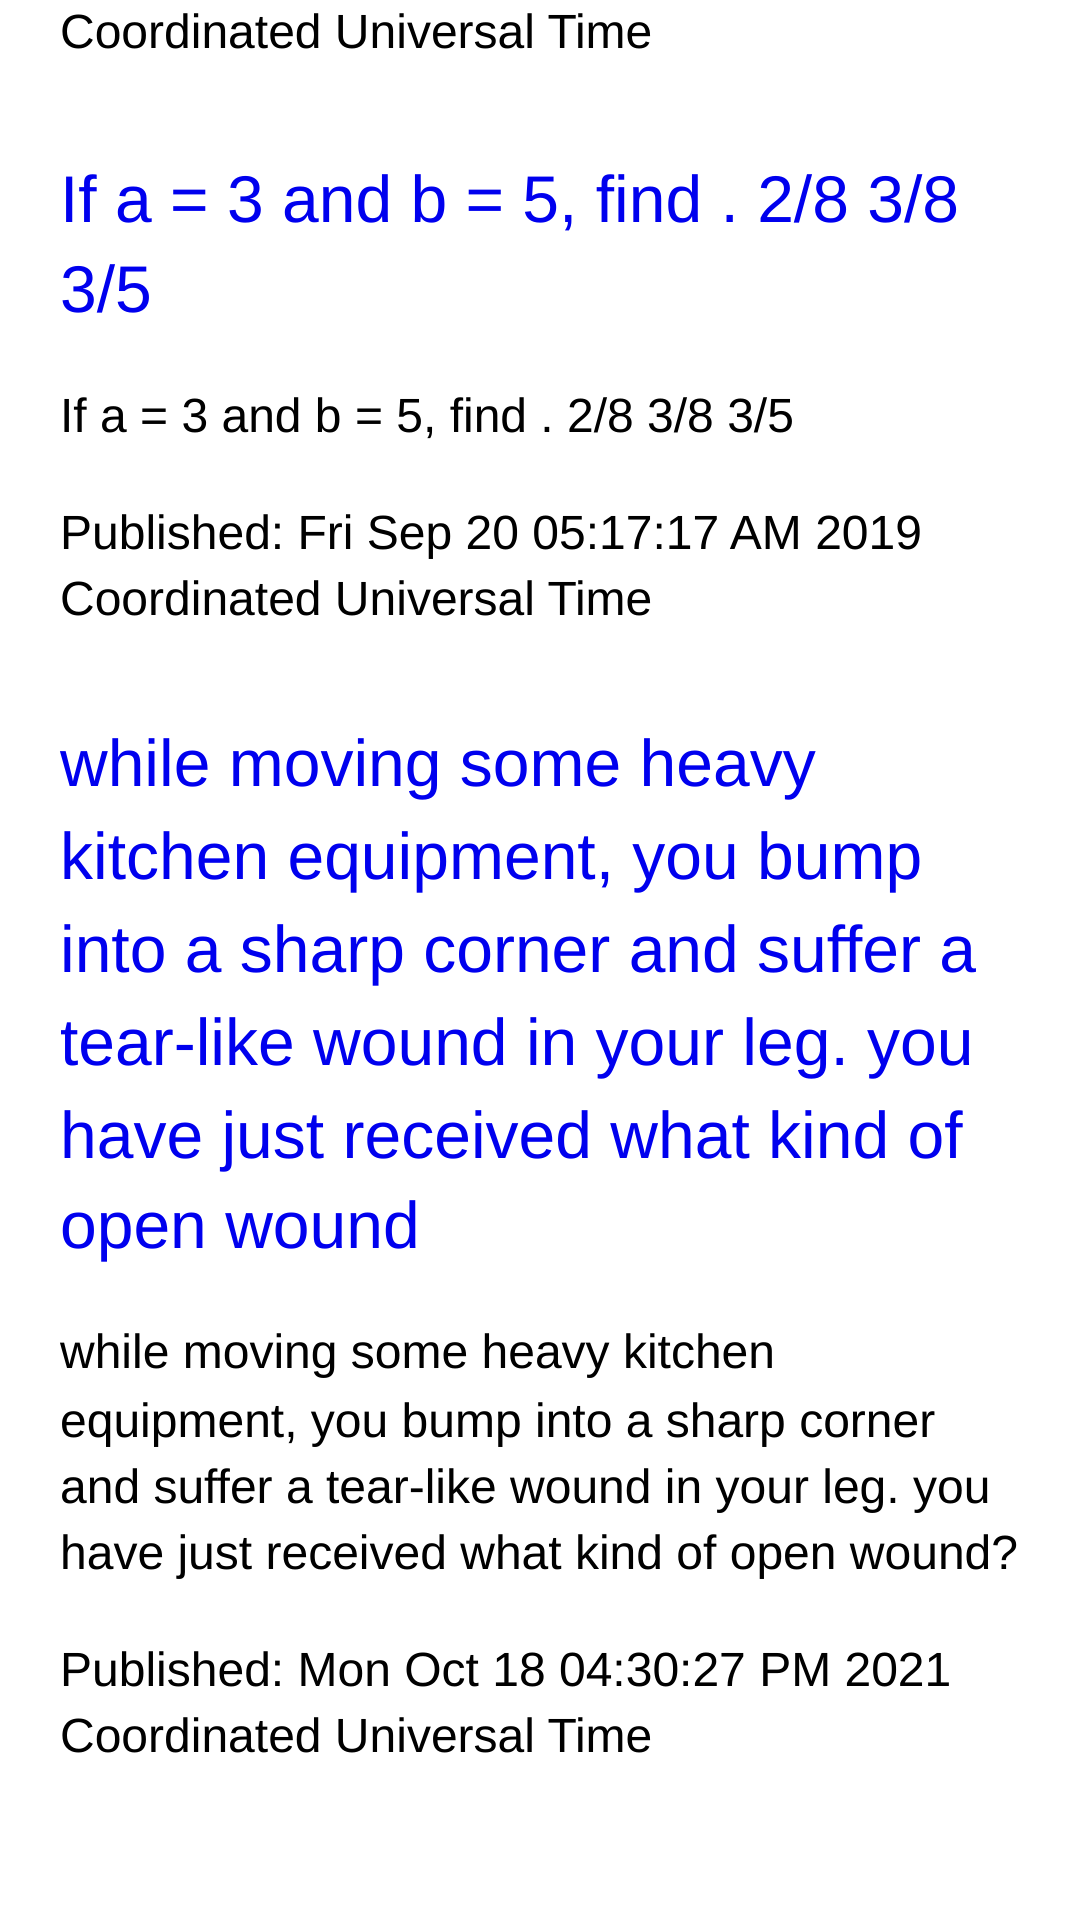 Coordinated Universal Time
If a = 3 and b = 5, find . 2/8 3/8
3/5
If a = 3 and b = 5, find . 2/8 3/8 3/5
Published: Fri Sep 20 05:17:17 AM 2019
Coordinated Universal Time
while moving some heavy
kitchen equipment, you bump
into a sharp corner and suffer a
tear-like wound in your leg. you
have just received what kind of
open wound
while moving some heavy kitchen
equipment, you bump into a sharp corner
and suffer a tear-like wound in your leg. you
have just received what kind of open wound?
Published: Mon Oct 18 04:30:27 PM 2021
Coordinated Universal Time